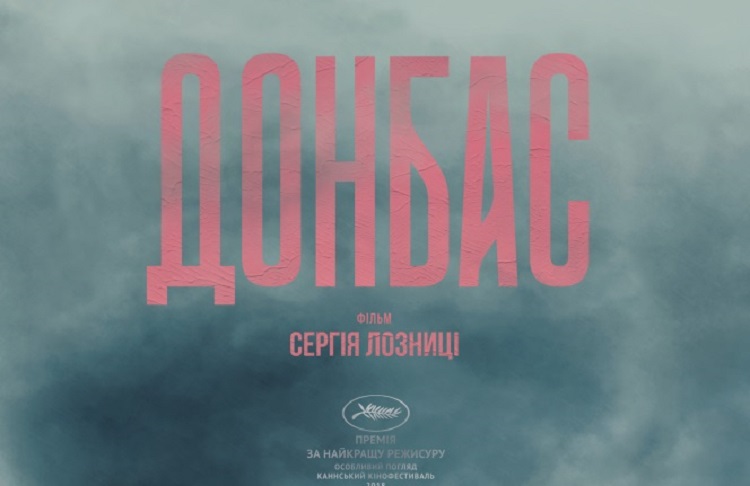 ДОНБАС
ФІЛЬМ
СЕРГІЯ ЛОЗНИЦІ
ПРЕМІЯ
ЗА НАЙКРАЩУ РЕЖИСУРУ
ОСОБЛИВИЙ ПОГЛЯД
КАННСЬКИЙ КІНОФЕСТИВАЛЬ